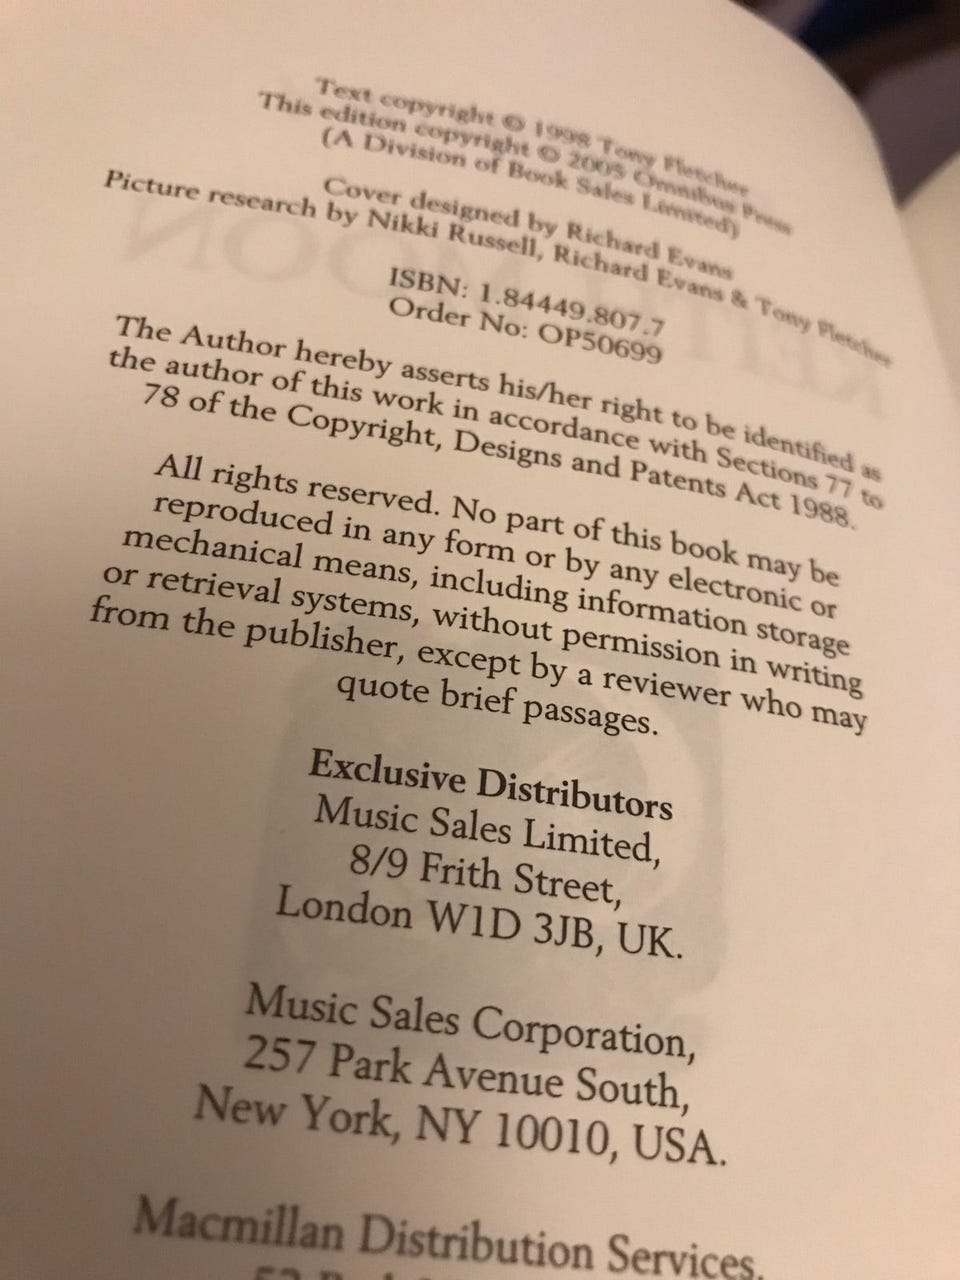 Text copyright © 1998 Tony Fletcher
This edition copyright © 2005 Omnibus Press
(A Division of Book Sales Limited)
Cover designed by Richard Evans
Picture research by Nikki Russell, Richard Evans & Tony Fletcher
ISBN: 1.84449.807.7
Order No: OP50699
The Author hereby asserts his/her right to be identified as
the author of this work in accordance with Sections 77 to
78 of the Copyright, Designs and Patents Act 1988.
All rights reserved. No part of this book may be
reproduced in any form or by any electronic or
mechanical means, including information storage
or retrieval systems, without permission in writing
from the publisher, except by a reviewer who may
quote brief passages.
Exclusive Distributors
Music Sales Limited,
8/9 Frith Street,
London W1D 3JB, UK.
Music Sales Corporation,
257 Park Avenue South,
New York, NY 10010, USA.
Macmillan Distribution Services,